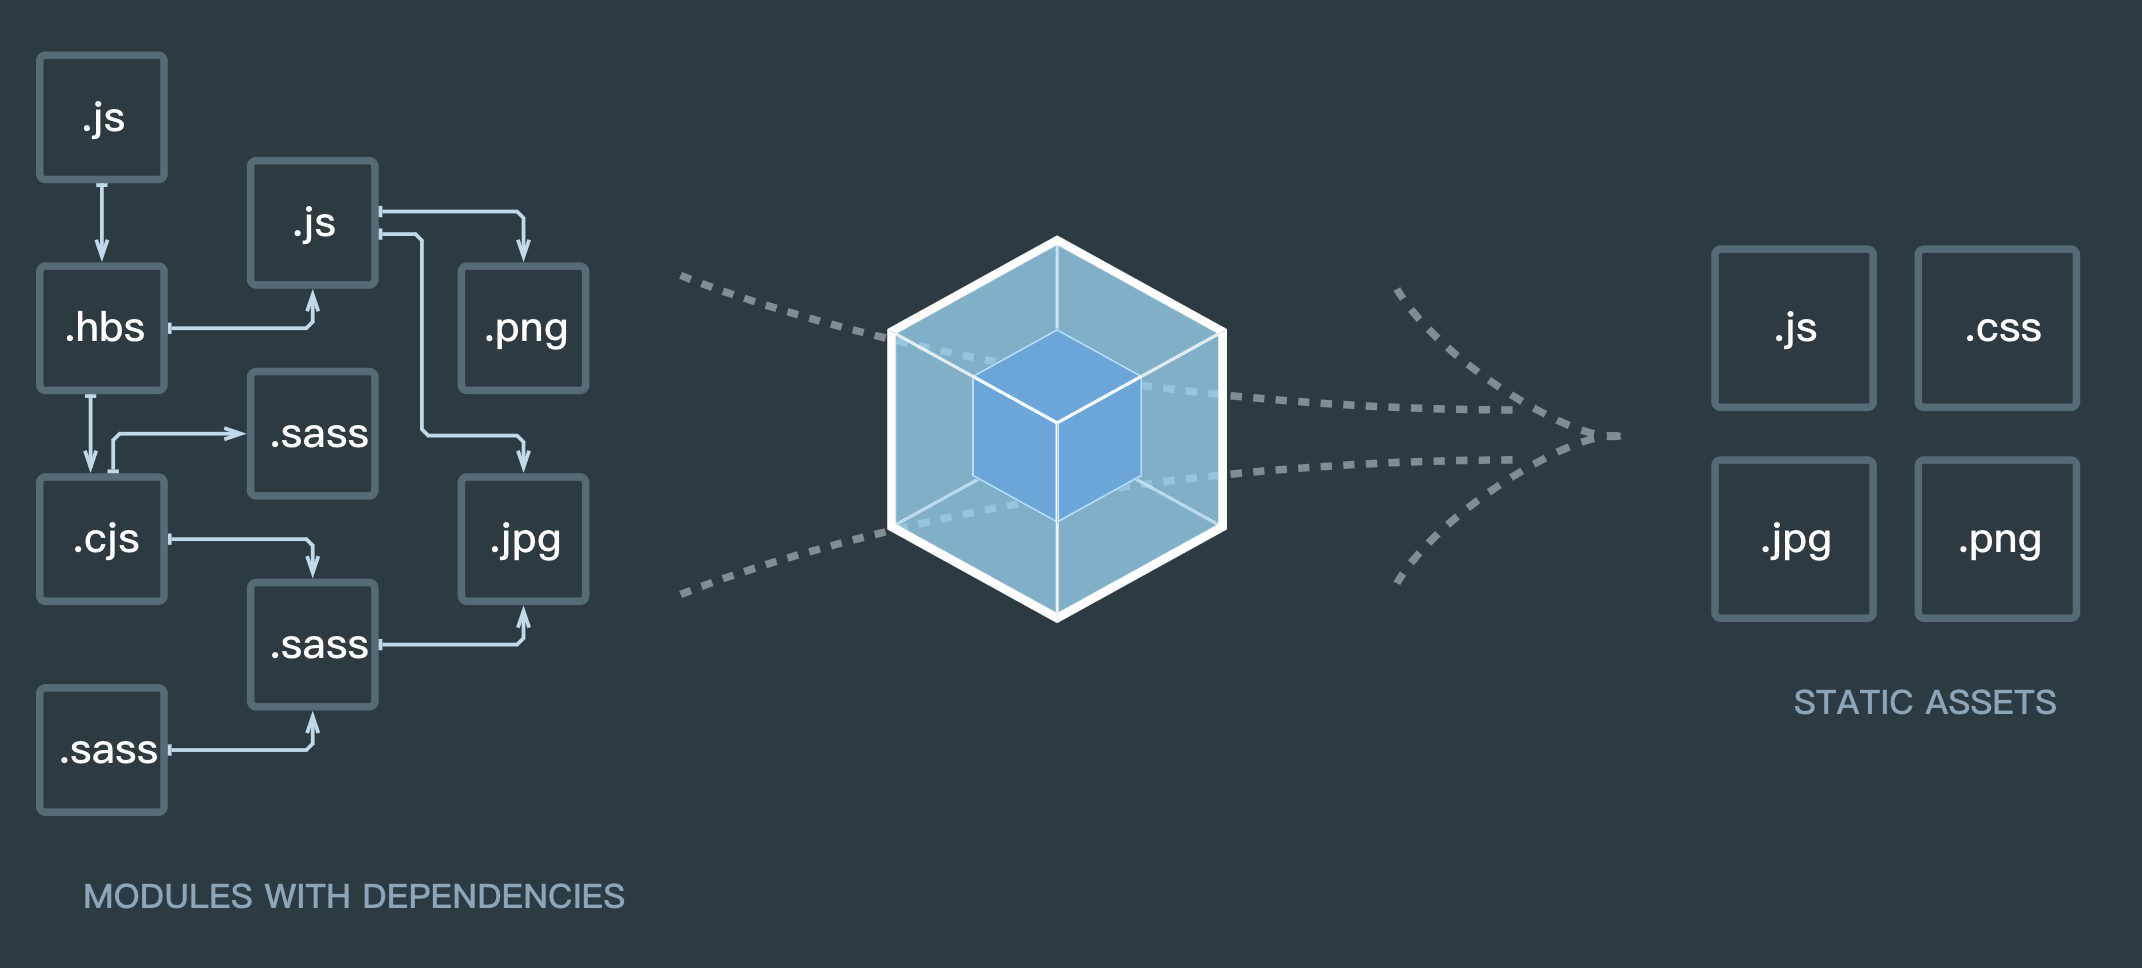 .js
.js
.hbs
.png
.sass
.cjs
.jpg
.sass
.sass
MODULES WITH DEPENDENCIES
.js
.css
.jpg
.png
STATIC ASSETS